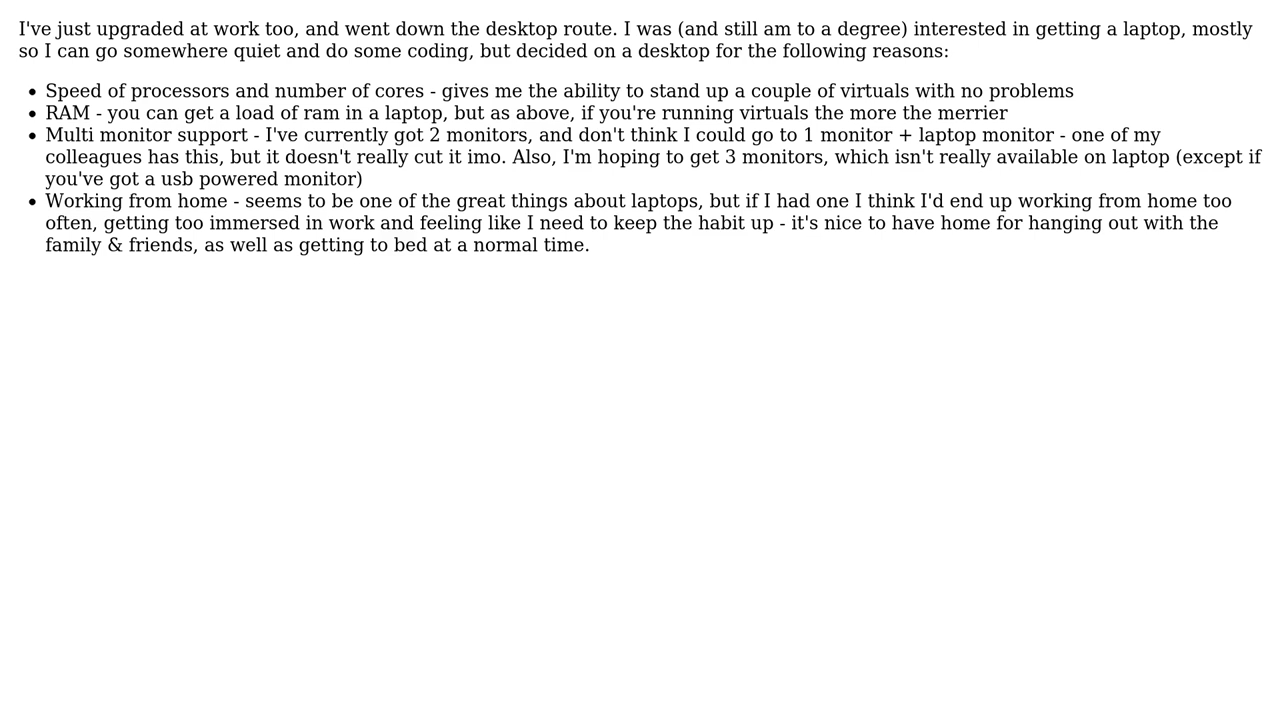 I've just upgraded at work too, and went down the desktop route. I was (and still am to a degree) interested in getting a laptop, mostly
so I can go somewhere quiet and do some coding, but decided on a desktop for the following reasons:
• Speed of processors and number of cores - gives me the ability to stand up a couple of virtuals with no problems
• RAM - you can get a load of ram in a laptop, but as above, if you're running virtuals the more the merrier
• Multi monitor support - I've currently got 2 monitors, and don't think I could go to 1 monitor + laptop monitor - one of my
colleagues has this, but it doesn't really cut it imo. Also, I'm hoping to get 3 monitors, which isn't really available on laptop (except if
you've got a usb powered monitor)
• Working from home - seems to be one of the great things about laptops, but if I had one I think I'd end up working from home too
often, getting too immersed in work and feeling like I need to keep the habit up - it's nice to have home for hanging out with the
family & friends, as well as getting to bed at a normal time.